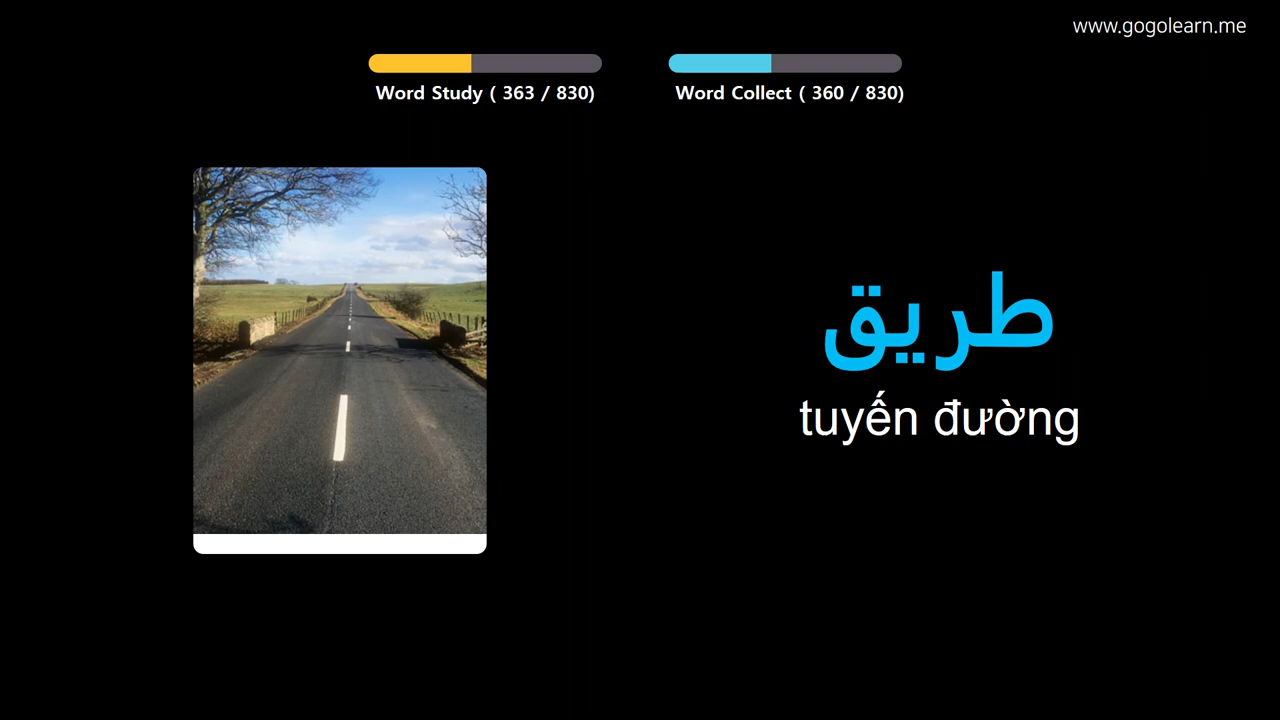 www.gogolearn.me
Word Study ( 363 / 830)
Word Collect ( 360 / 830)
طريق
tuyến đường